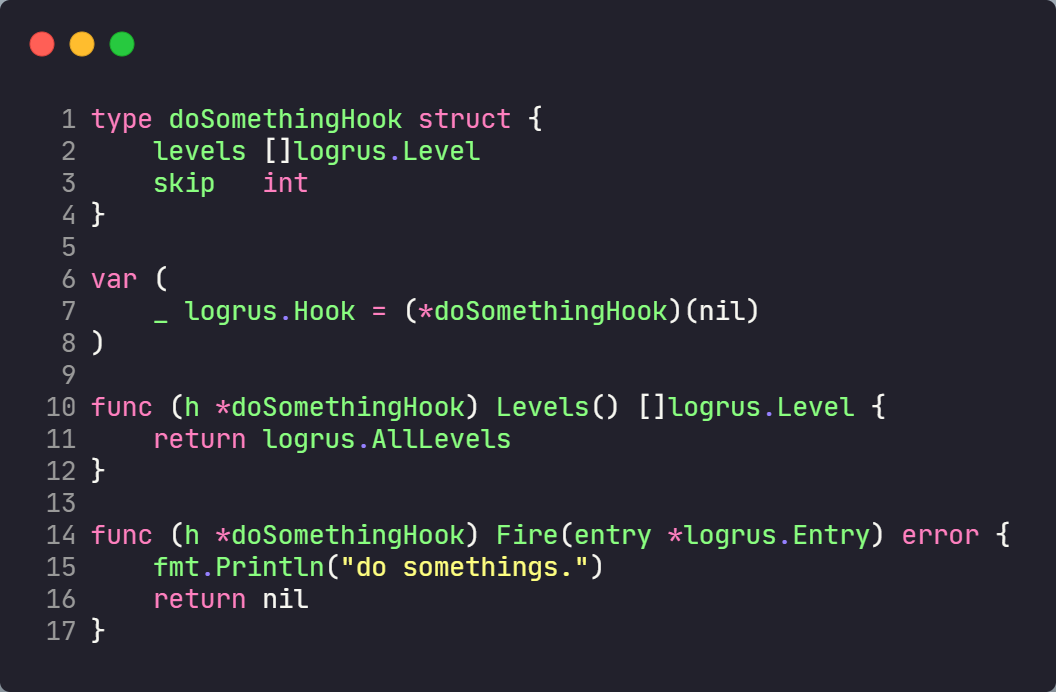 1 type doSomethingHook struct {
2     levels []logrus.Level
3     skip   int
4 }
5
6 var (
7     _ logrus.Hook = (*doSomethingHook)(nil)
8 )
9
10 func (h *doSomethingHook) Levels() []logrus.Level {
11     return logrus.AllLevels
12 }
13
14 func (h *doSomethingHook) Fire(entry *logrus.Entry) error {
15     fmt.Println("do somethings.")
16     return nil
17 }